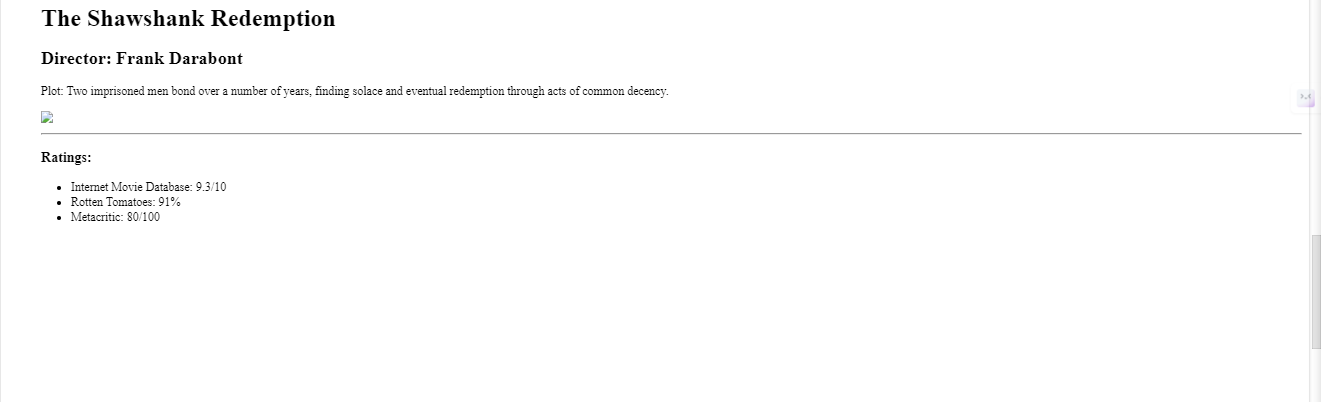 The Shawshank Redemption
Director: Frank Darabont
Plot: Two imprisoned men bond over a number of years, finding solace and eventual redemption through acts of common decency.
Ratings:
Internet Movie Database: 9.3/10
Rotten Tomatoes: 91%
Metacritic: 80/100